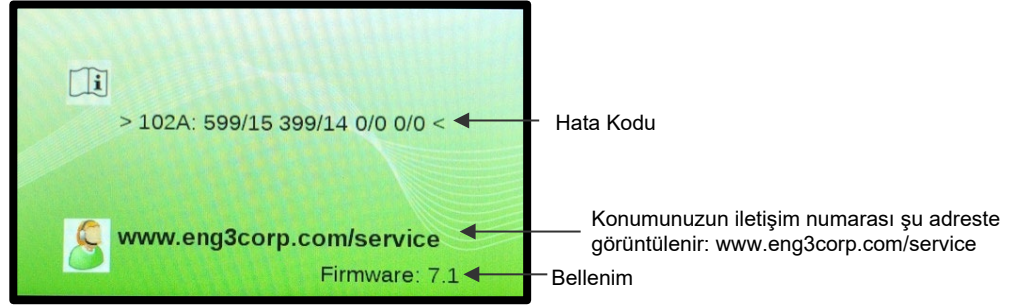 > 102A: 599/15 399/14 0/0 0/0 <
Hata Kodu
www.eng3corp.com/service
Konumunuzun iletişim numarası şu adreste
görüntülenir: www.eng3corp.com/service
Firmware: 7.1
Bellenim